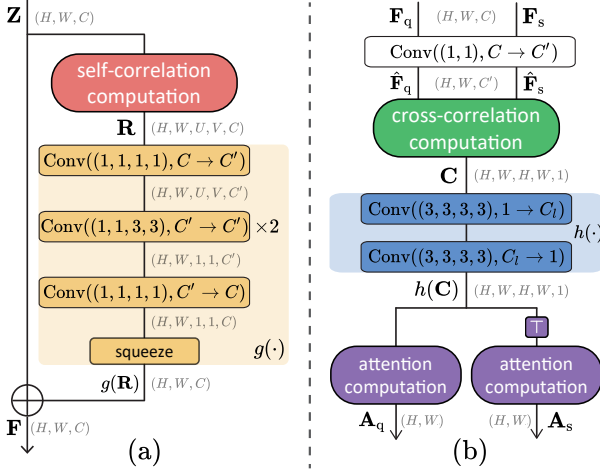 Z
(H, W, C)
self-correlation
computation
R
(H, W, U, V, C)
Conv((1, 1, 1, 1), C → C′)
(H, W, U, V, C′)
Conv((1, 1, 3, 3), C′ → C′) ×2
(H, W, 1, 1, C′)
Conv((1, 1, 1, 1), C′ → C)
(H, W, 1, 1, C)
squeeze
g(·)
g(R)
(H, W, C)
F
(H, W, C)
(a)
F_q
(H, W, C)
F_s
Conv((1, 1), C → C′)
F̂_q
(H, W, C′)
F̂_s
cross-correlation
computation
C
(H, W, H, W, 1)
Conv((3, 3, 3, 3), 1 → C_l)
h(·)
Conv((3, 3, 3, 3), C_l → 1)
h(C)
(H, W, H, W, 1)
⊤
attention
computation
attention
computation
A_q
(H, W)
(H, W)
A_s
(b)